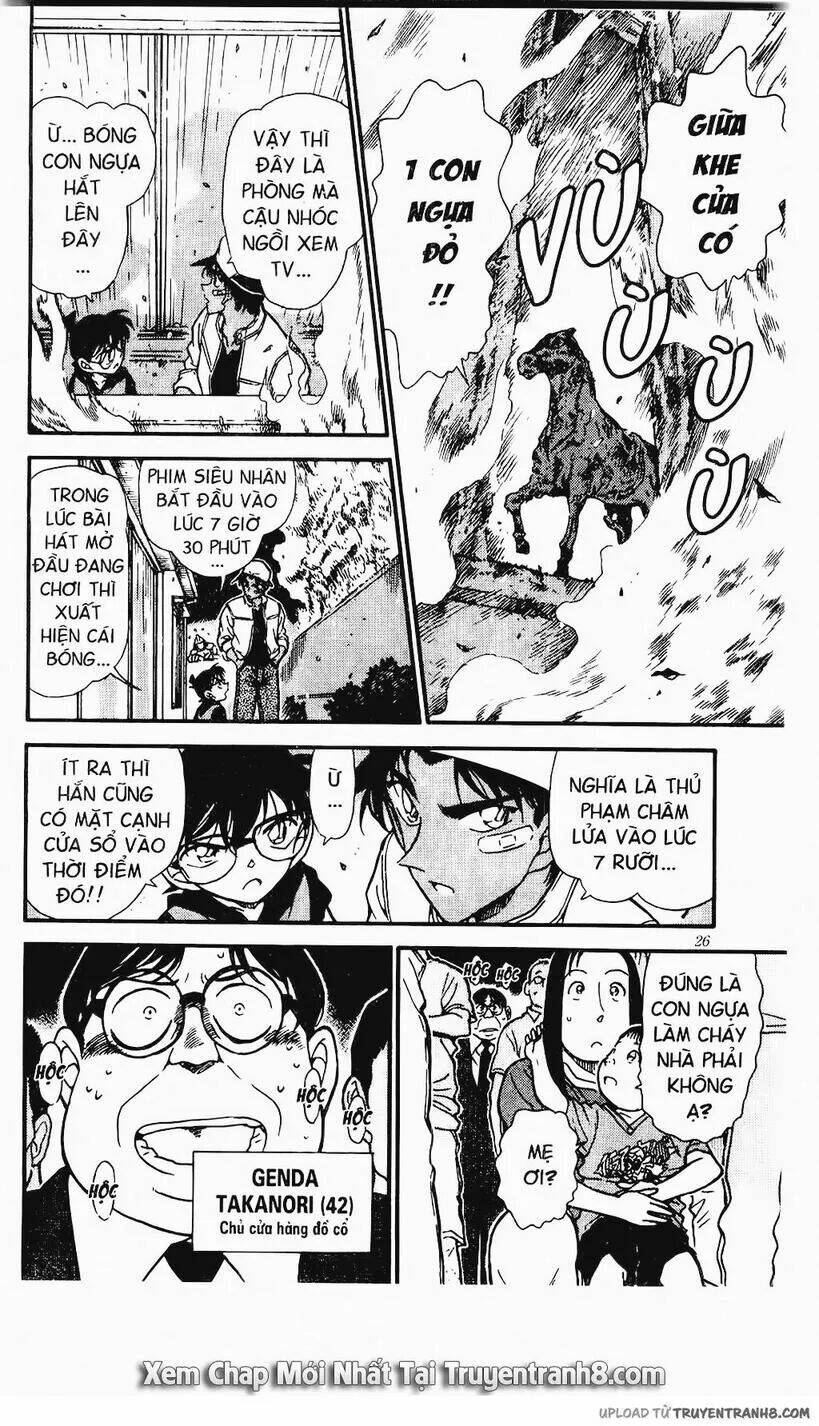 GIỮA
KHE
CỬA
CÓ
1 CON
NGỰA
ĐỎ
!!
VÙ
Ù
Ù
Ù
VẬY THÌ
ĐÂY LÀ
PHÒNG MÀ
CẬU NHÓC
NGỒI XEM
TV...
Ừ... BÓNG
CON NGỰA
HẮT
LÊN
ĐÂY
...
PHIM SIÊU NHÂN
BẮT ĐẦU VÀO
LÚC 7 GIỜ
30 PHÚT
...
TRONG
LÚC BÀI
HÁT MỞ
ĐẦU ĐANG
CHƠI THÌ
XUẤT
HIỆN CÁI
BÓNG...
NGHĨA LÀ THỦ
PHẠM CHÂM
LỬA VÀO LÚC
7 RƯỠI...
Ừ
...
ÍT RA THÌ
HẮN CŨNG
CÓ MẶT CẠNH
CỬA SỔ VÀO
THỜI ĐIỂM
ĐÓ!!
26
ĐÚNG LÀ
CON NGỰA
LÀM CHÁY
NHÀ PHẢI
KHÔNG
Ạ?
MẸ
ƠI?
HỘC
HỘC
HỘC
HỘC
HỘC
HỘC
GENDA
TAKANORI (42)
Chủ cửa hàng đồ cổ
Xem Chap Mới Nhất Tại Truyentranh8.com
UPLOAD TỪ TRUYENTRANH8.COM